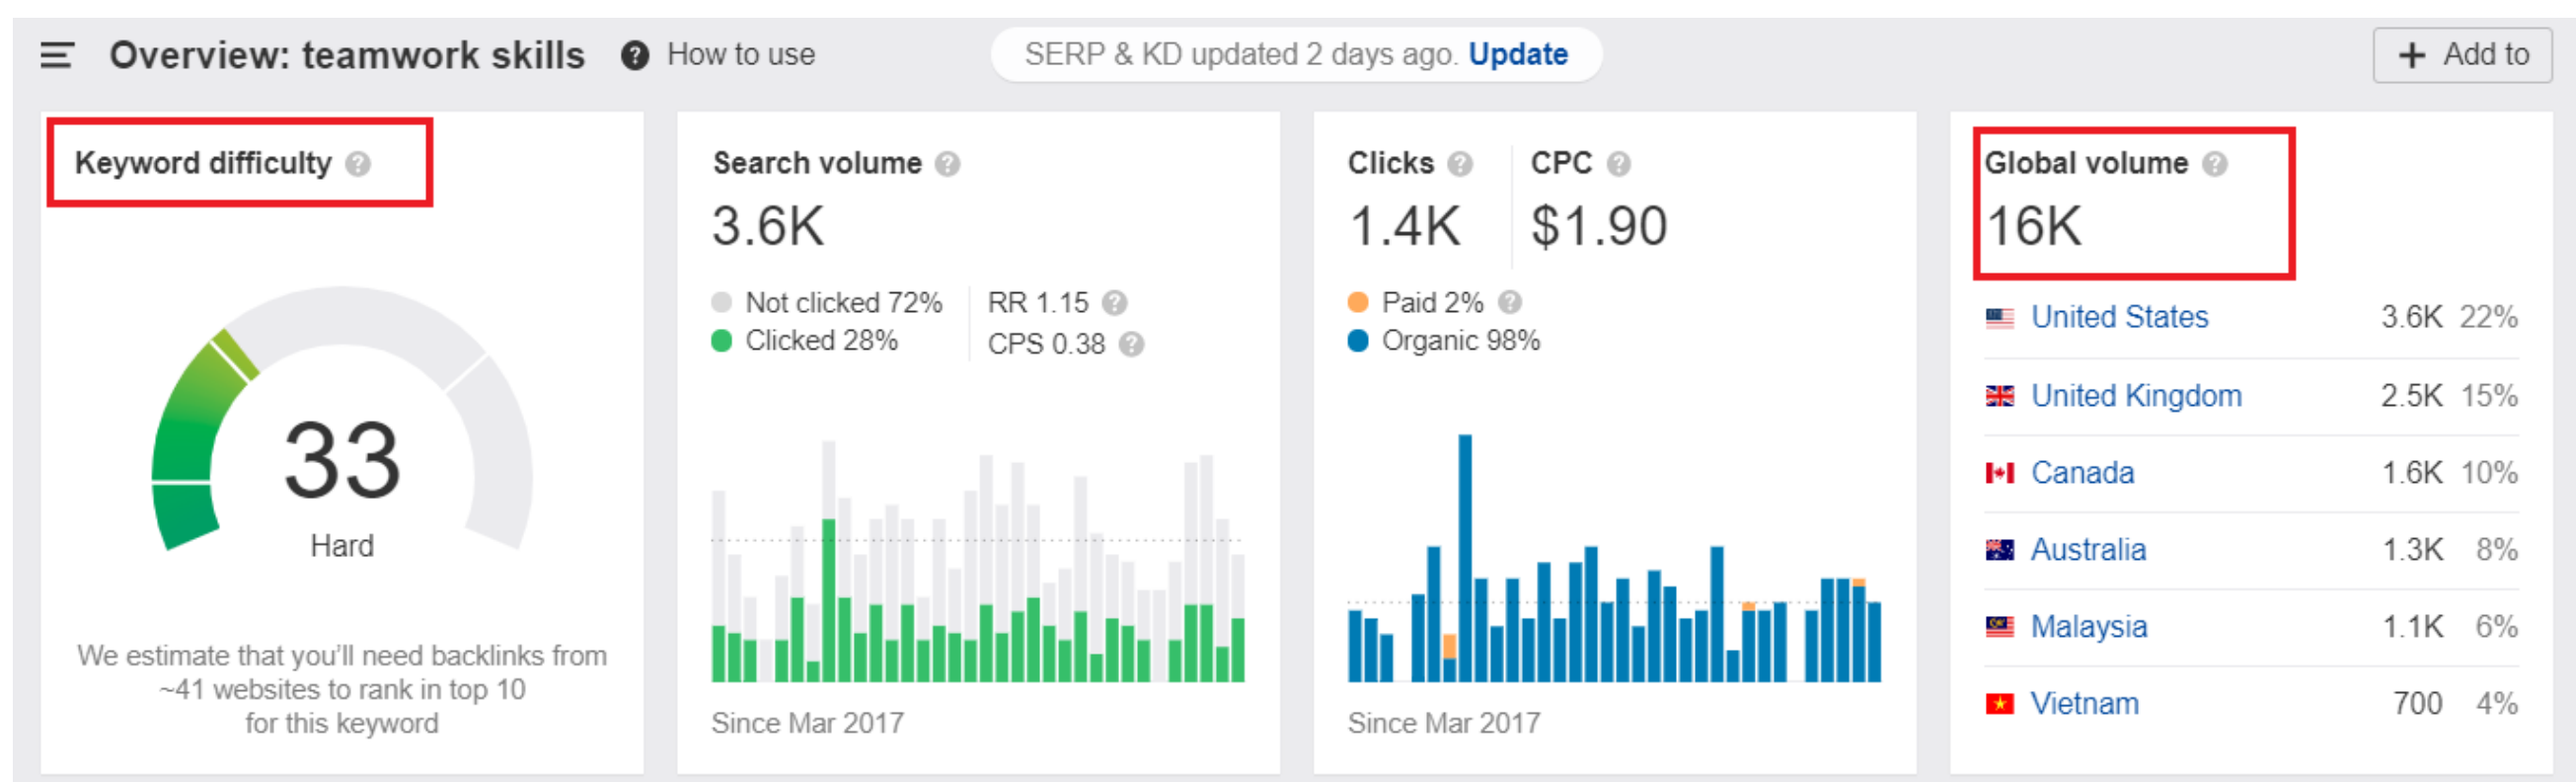 Overview: teamwork skills
How to use
SERP & KD updated 2 days ago. Update
+ Add to
Keyword difficulty
33
Hard
We estimate that you'll need backlinks from
~41 websites to rank in top 10
for this keyword
Search volume
3.6K
Not clicked 72%
Clicked 28%
RR 1.15
CPS 0.38
Since Mar 2017
Clicks
1.4K
CPC
$1.90
Paid 2%
Organic 98%
Since Mar 2017
Global volume
16K
United States 3.6K 22%
United Kingdom 2.5K 15%
Canada 1.6K 10%
Australia 1.3K 8%
Malaysia 1.1K 6%
Vietnam 700 4%